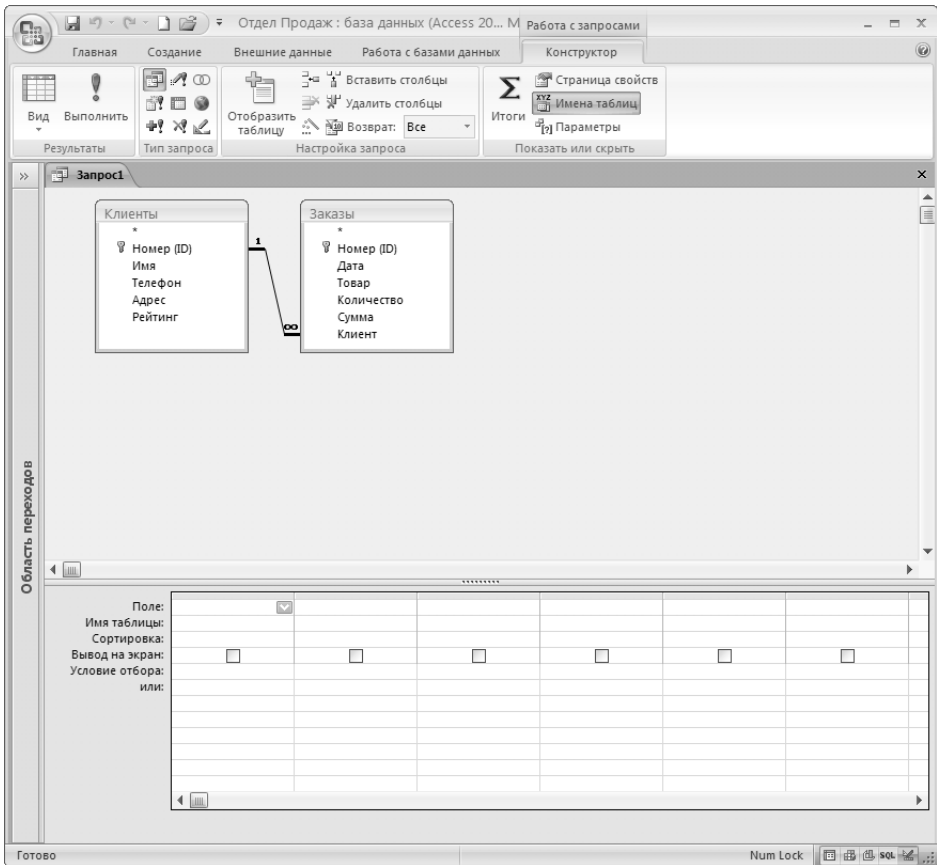 Отдел Продаж : база данных (Access 20... M
Работа с запросами
Главная
Создание
Внешние данные
Работа с базами данных
Конструктор
Вид
Выполнить
Отобразить таблицу
Вставить столбцы
Удалить столбцы
Возврат: Все
Итоги
Страница свойств
XYZ Имена таблиц
[?] Параметры
Результаты
Тип запроса
Настройка запроса
Показать или скрыть
»
Запрос1
Клиенты
*
Номер (ID)
Имя
Телефон
Адрес
Рейтинг
1
∞
Заказы
*
Номер (ID)
Дата
Товар
Количество
Сумма
Клиент
Область переходов
Поле:
Имя таблицы:
Сортировка:
Вывод на экран:
Условие отбора:
или:
Готово
Num Lock
SQL